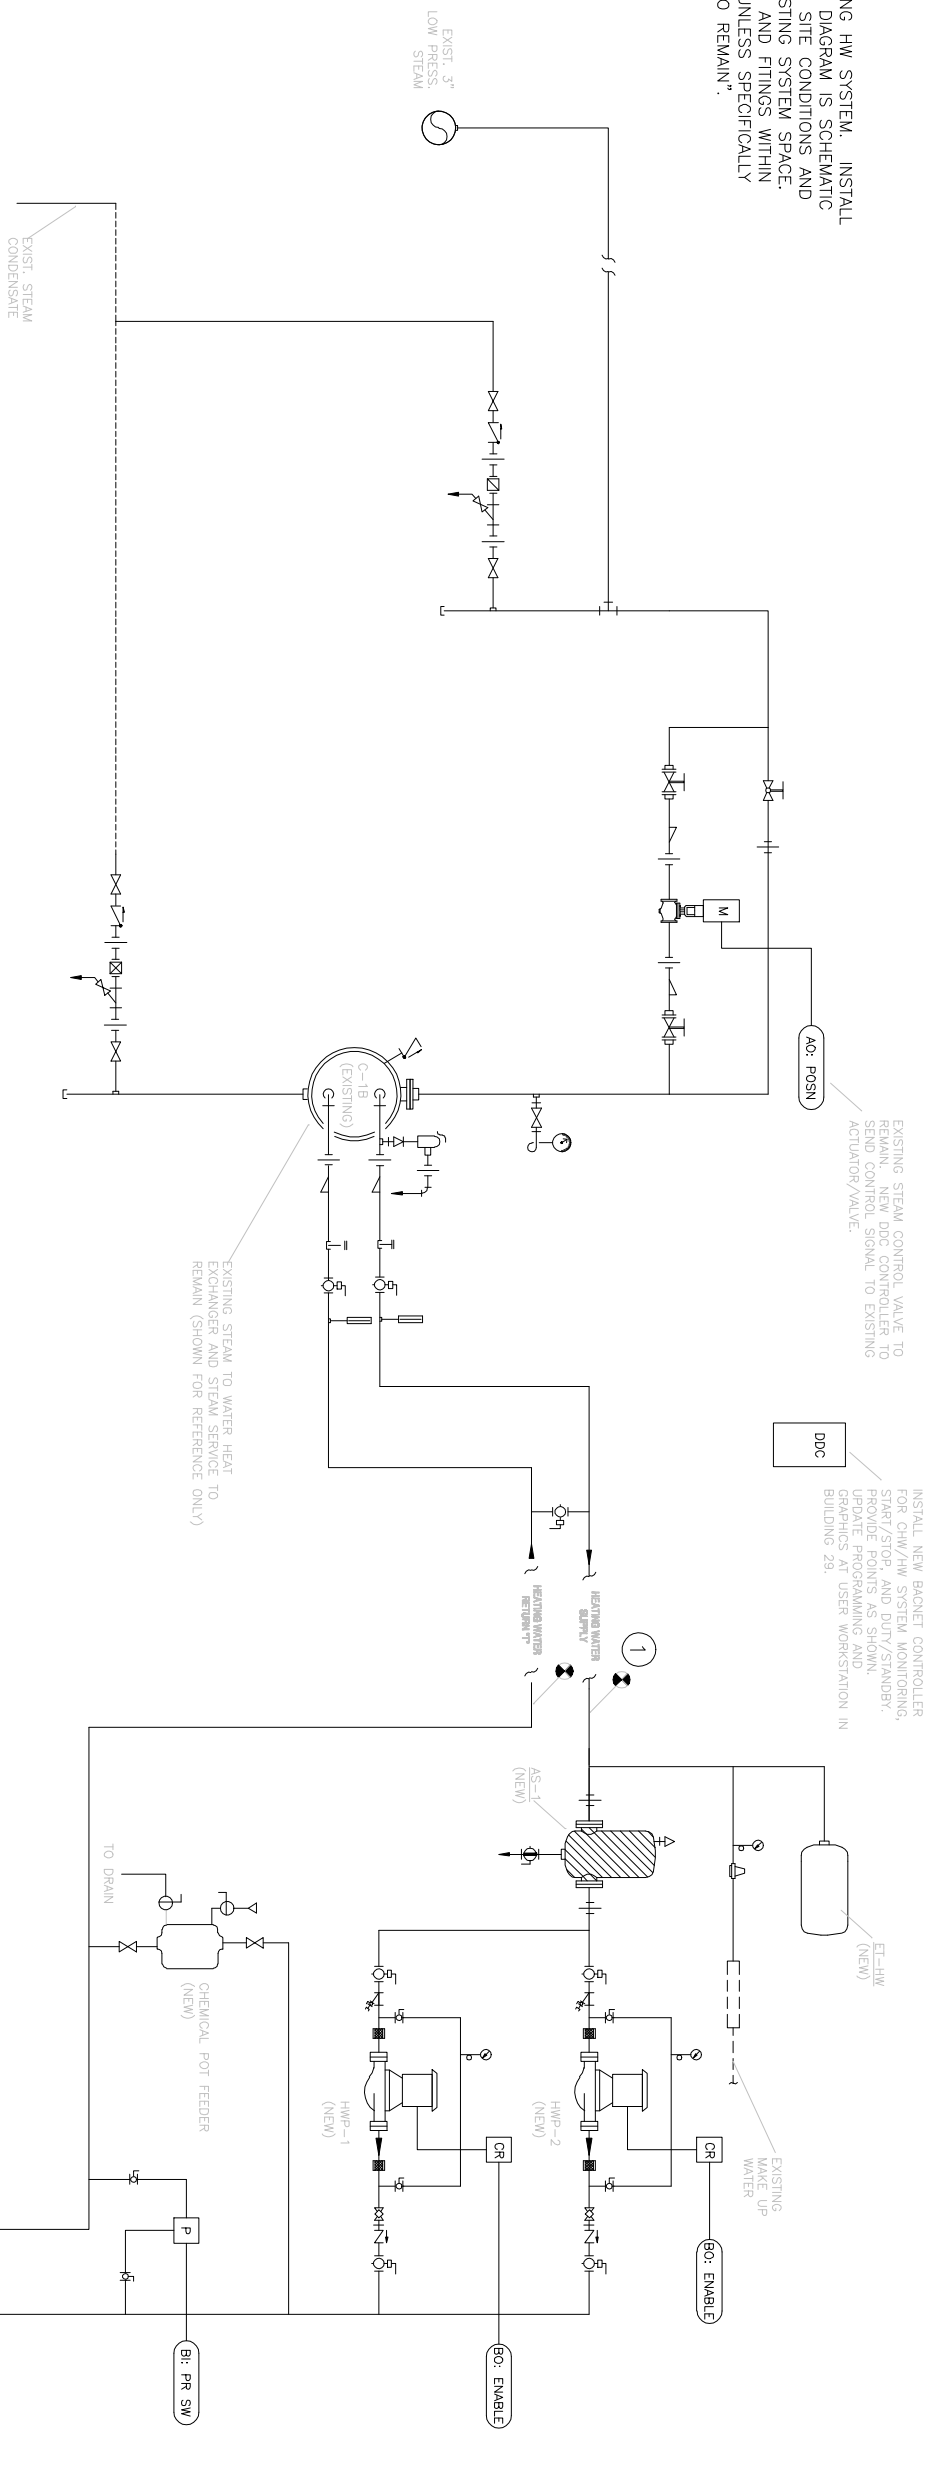 NG HW SYSTEM. INSTALL
DIAGRAM IS SCHEMATIC
SITE CONDITIONS AND
STING SYSTEM SPACE.
AND FITINGS WITHIN
UNLESS SPECIFICALLY
O REMAIN".
EXIST. 3"
LOW PRESS.
STEAM
EXIST. STEAM
CONDENSATE
M
AO: POSN
EXISTING STEAM CONTROL VALVE TO
REMAIN. NEW DDC CONTROLLER TO
SEND CONTROL SIGNAL TO EXISTING
ACTUATOR/VALVE.
C-1B
(EXISTING)
EXISTING STEAM TO WATER HEAT
EXCHANGER AND STEAM SERVICE TO
REMAIN (SHOWN FOR REFERENCE ONLY)
DDC
INSTALL NEW BACNET CONTROLLER
FOR CHW/HW SYSTEM MONITORING,
START/STOP, AND DUTY/STANDBY.
PROVIDE POINTS AS SHOWN.
UPDATE PROGRAMMING AND
GRAPHICS AT USER WORKSTATION IN
BUILDING 29.
HEATING WATER
SUPPLY
HEATING WATER
RETURN "T"
1
AS-1
(NEW)
ET-HW
(NEW)
EXISTING
MAKE UP
WATER
TO DRAIN
CHEMICAL POT FEEDER
(NEW)
HWP-1
(NEW)
HWP-2
(NEW)
CR
CR
BO: ENABLE
BO: ENABLE
P
BI: PR SW